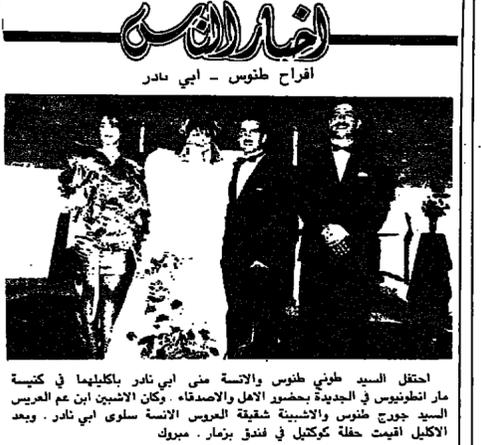 اخبار الناس
افراح طنوس - ابي نادر
احتفل السيد طوني طنوس والانسة منى ابي نادر باكليلهما في كنيسة
مار انطونيوس في الجديدة بحضور الاهل والاصدقاء . وكان الاشبين ابن عم العريس
السيد جورج طنوس والاشبينة شقيقة العروس الانسة سلوى ابي نادر . وبعد
الاكليل اقيمت حفلة كوكتيل في فندق بزمار . مبروك